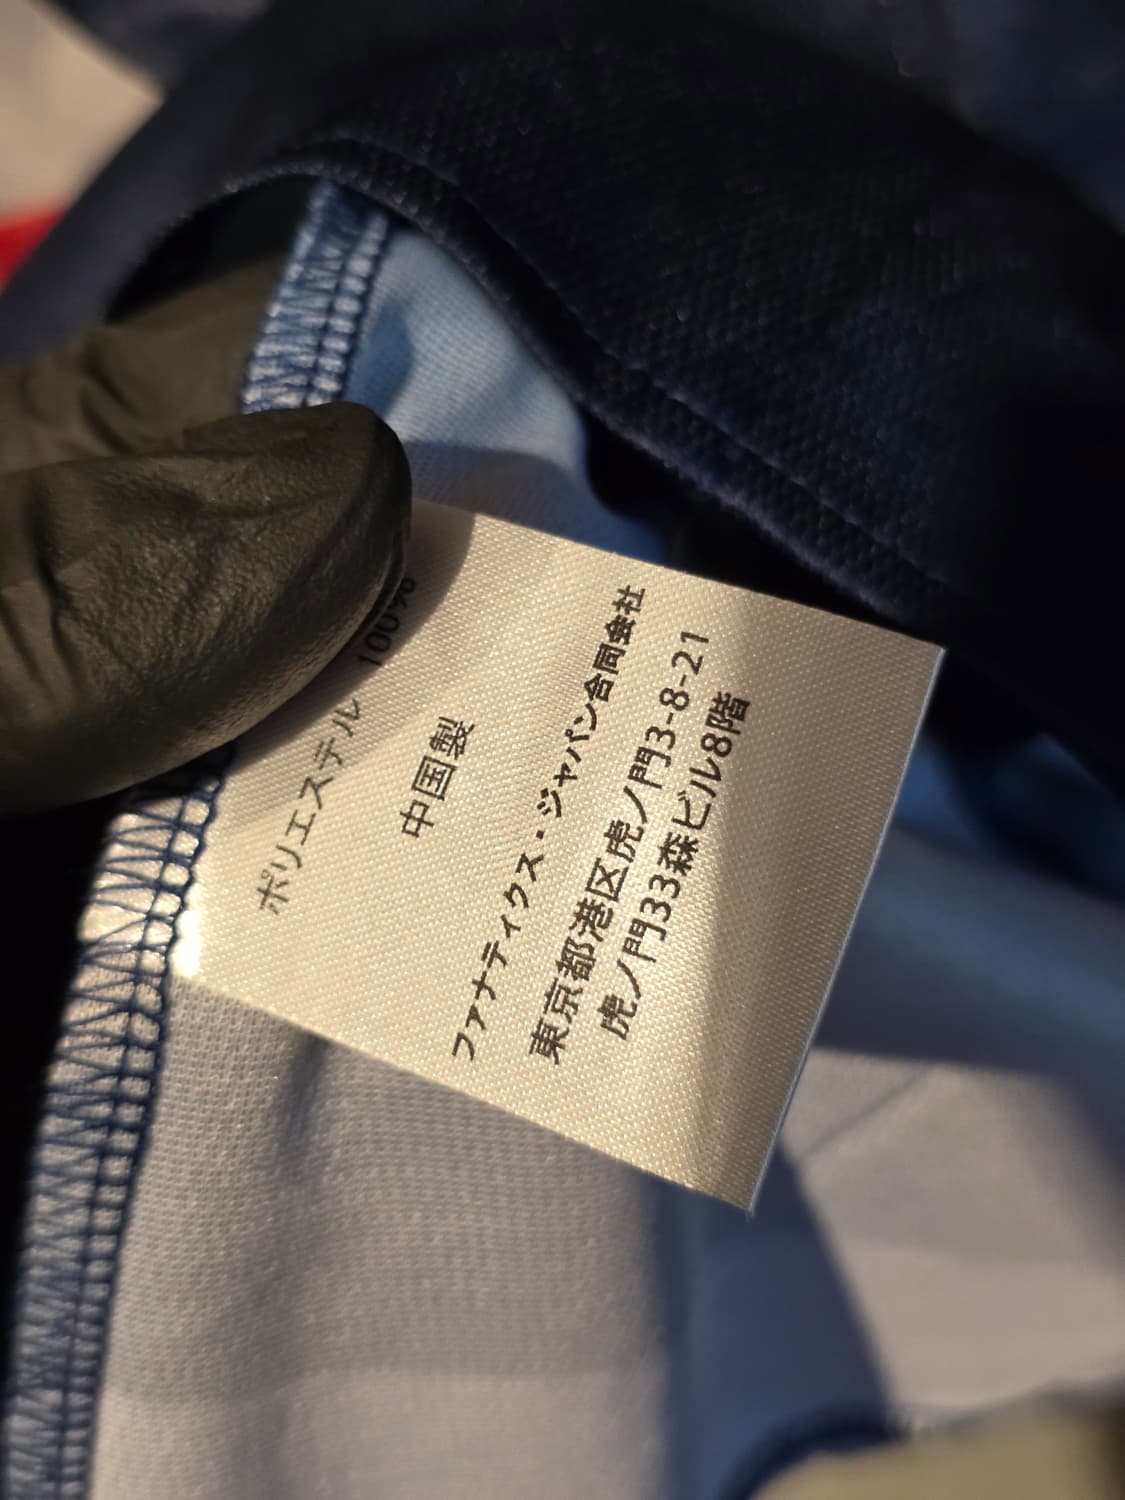 ポリエステル 100%
中国製
ファナティクス・ジャパン合同会社
東京都港区虎ノ門3-8-21
虎ノ門33森ビル8階